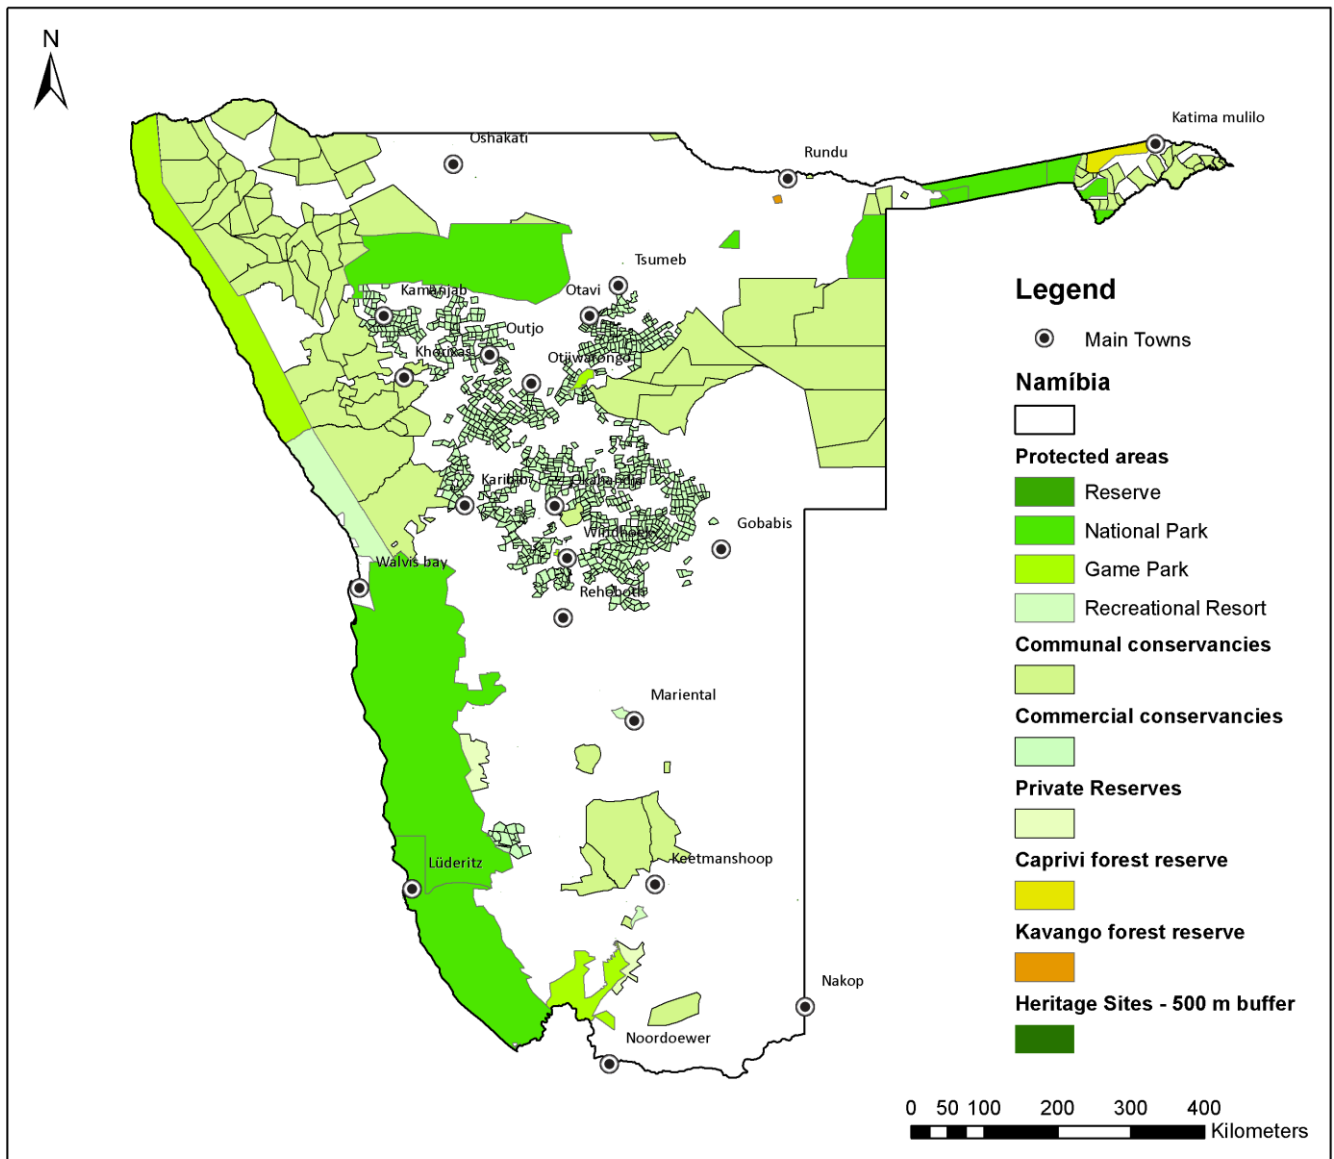 N
Katima mulilo
Oshakati
Rundu
Tsumeb
Kamanjab
Otavi
Outjo
Khorixas
Otjiwarongo
Karibib
Okahandja
Gobabis
Windhoek
Walvis bay
Rehoboth
Mariental
Lüderitz
Keetmanshoop
Nakop
Noordoewer
Legend
Main Towns
Namíbia
Protected areas
Reserve
National Park
Game Park
Recreational Resort
Communal conservancies
Commercial conservancies
Private Reserves
Caprivi forest reserve
Kavango forest reserve
Heritage Sites - 500 m buffer
0 50 100 200 300 400
Kilometers